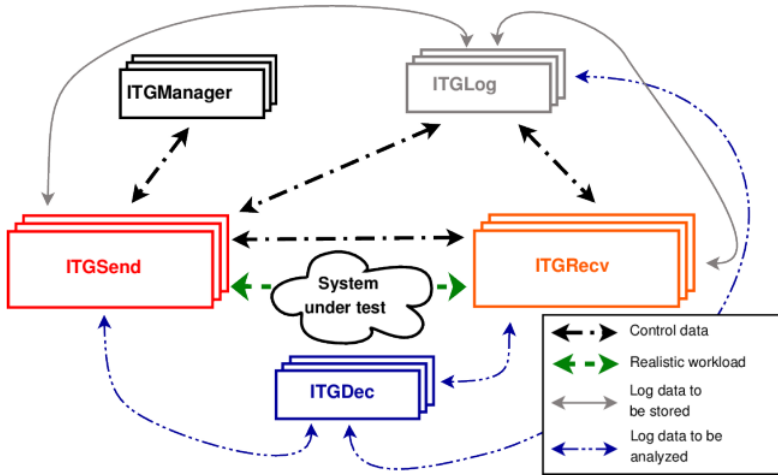 ITGManager
ITGLog
ITGSend
ITGRecv
System
under test
ITGDec
Control data
Realistic workload
Log data to
be stored
Log data to be
analyzed